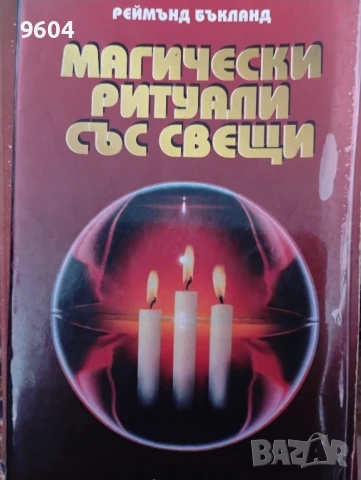 9604
РЕЙМЪНД БЪКЛАНД
МАГИЧЕСКИ
РИТУАЛИ
СЪС СВЕЩИ
BAZAR